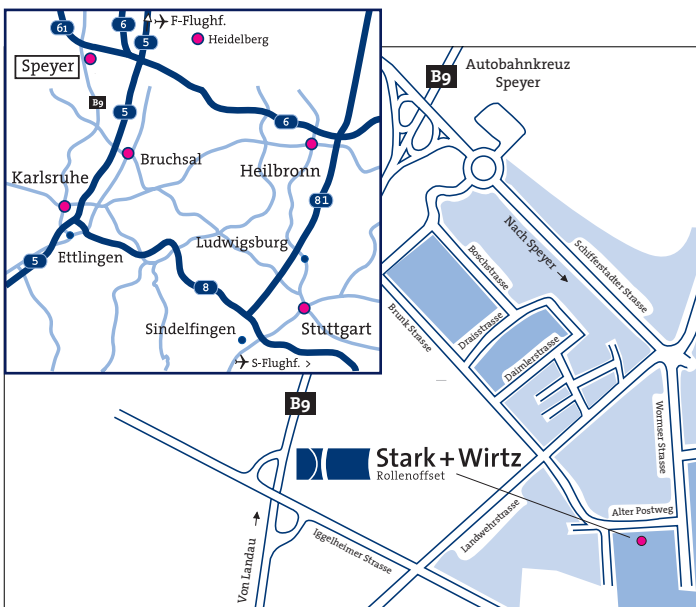 61
6
5
F-Flughf.
Heidelberg
Speyer
B9
5
6
Bruchsal
Karlsruhe
Heilbronn
81
Ludwigsburg
5
Ettlingen
8
Sindelfingen
Stuttgart
S-Flughf. >
B9
Autobahnkreuz
Speyer
Nach Speyer
Schifferstadter Strasse
Boschstrasse
Brunk Strasse
Draisstrasse
Daimlerstrasse
Wormser Strasse
B9
Stark + Wirtz
Rollenoffset
Landwehrstrasse
Alter Postweg
Iggelheimer Strasse
Von Landau